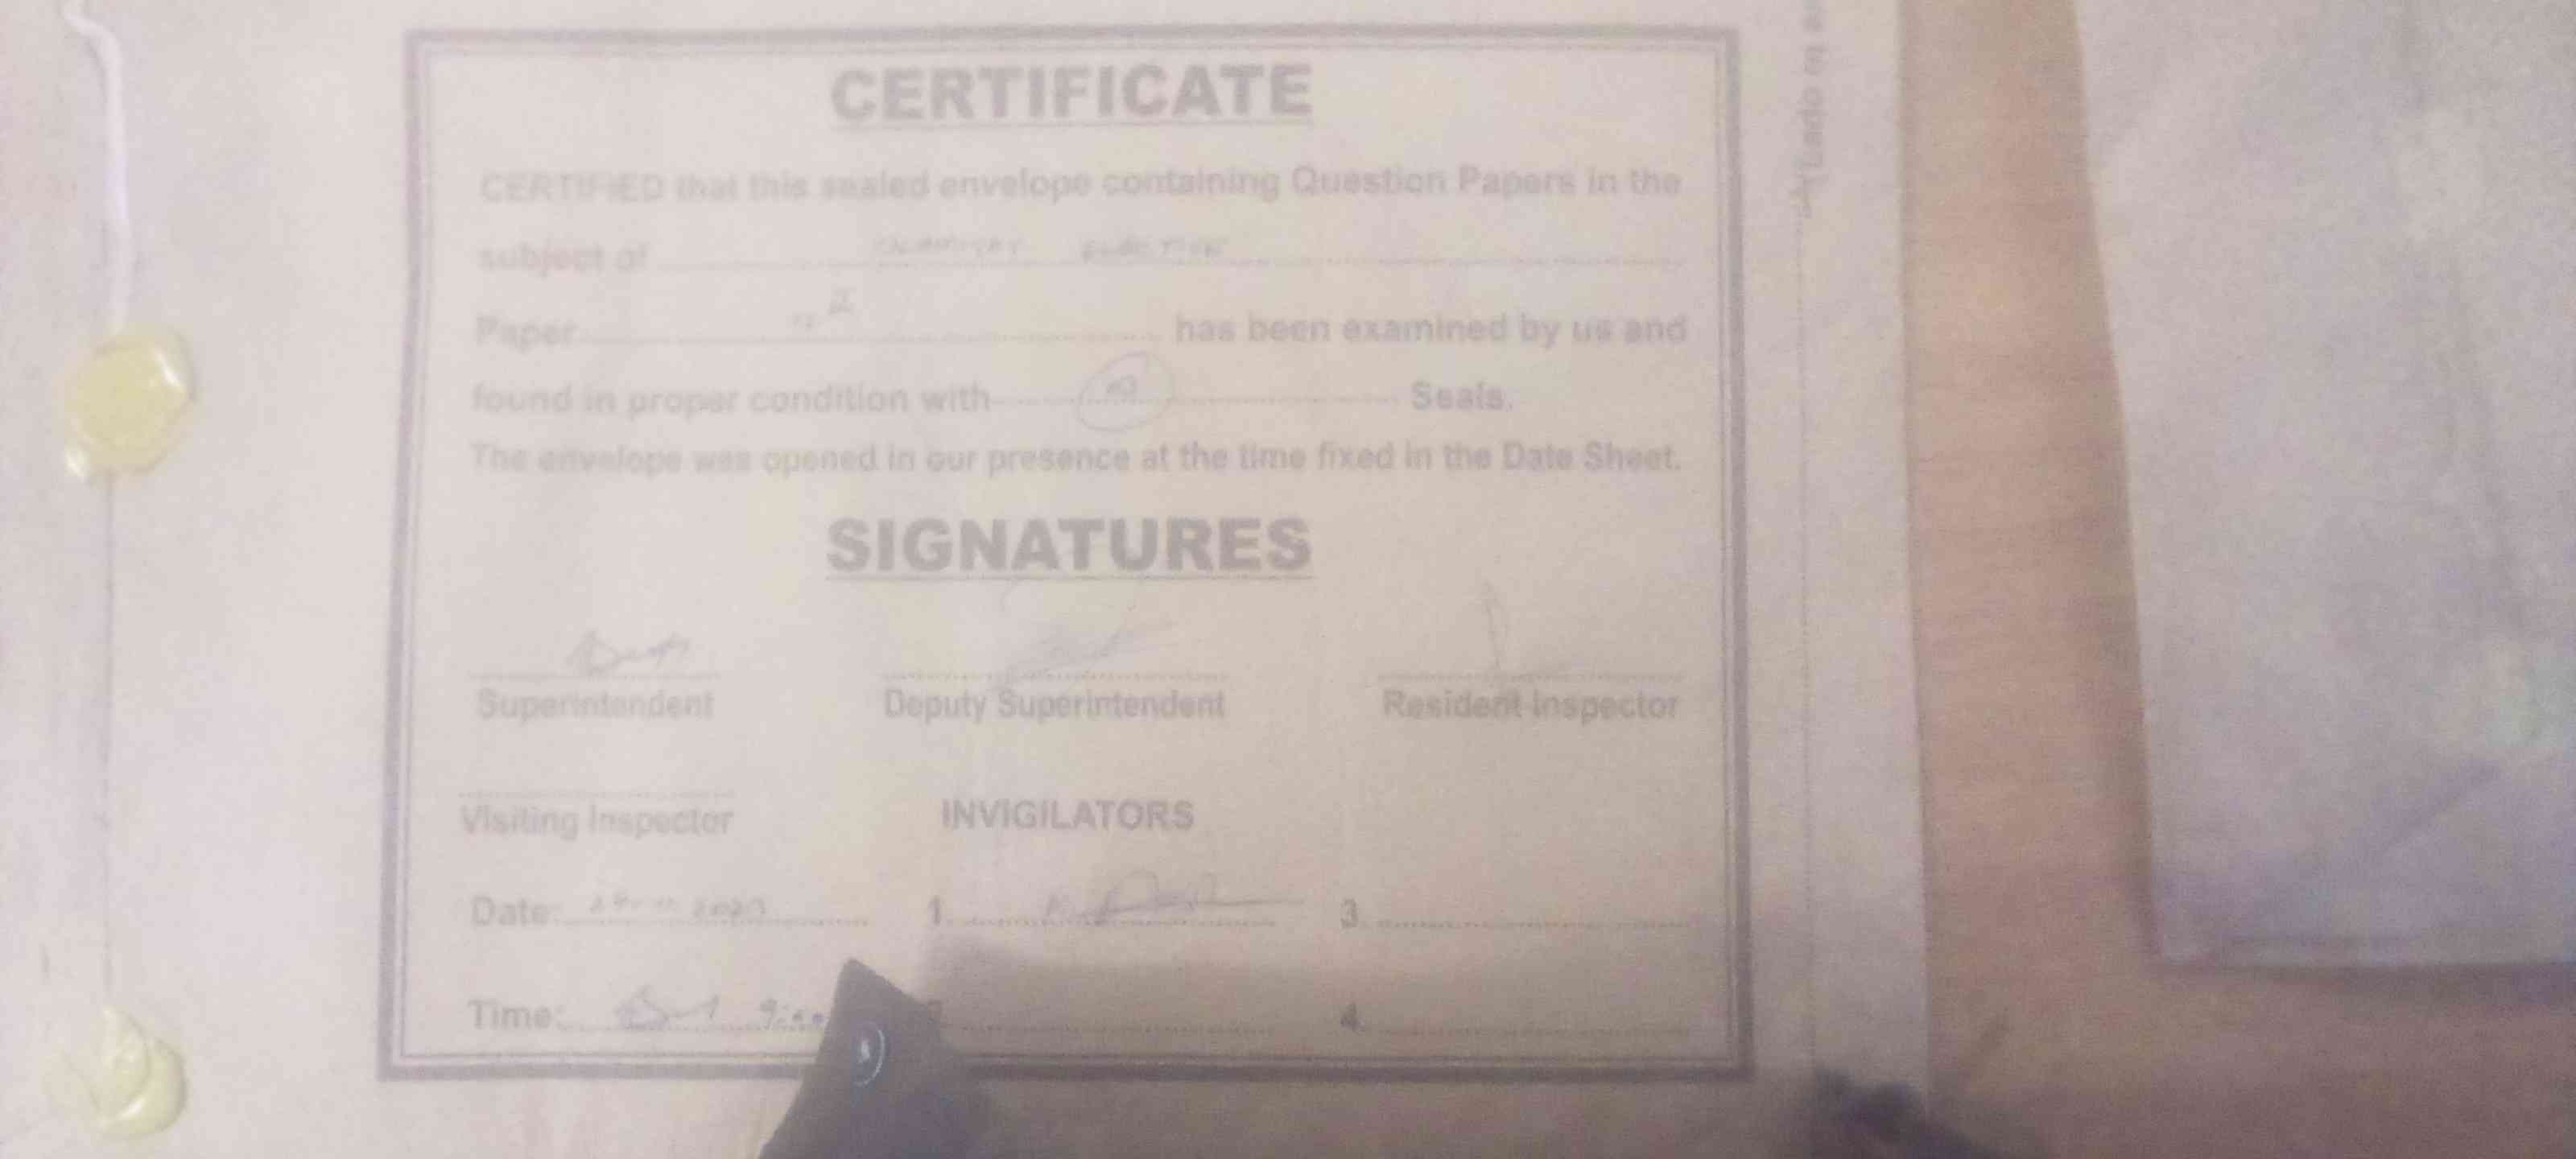 CERTIFICATE
CERTIFIED that this sealed envelope containing Question Papers in the
subject of ELECTIVE
Paper has been examined by us and
found in proper condition with Seals.
The envelope was opened in our presence at the time fixed in the Date Sheet.
SIGNATURES
Superintendent Deputy Superintendent Resident Inspector
Visiting Inspector INVIGILATORS
Date: 1. 3.
Time: 4.